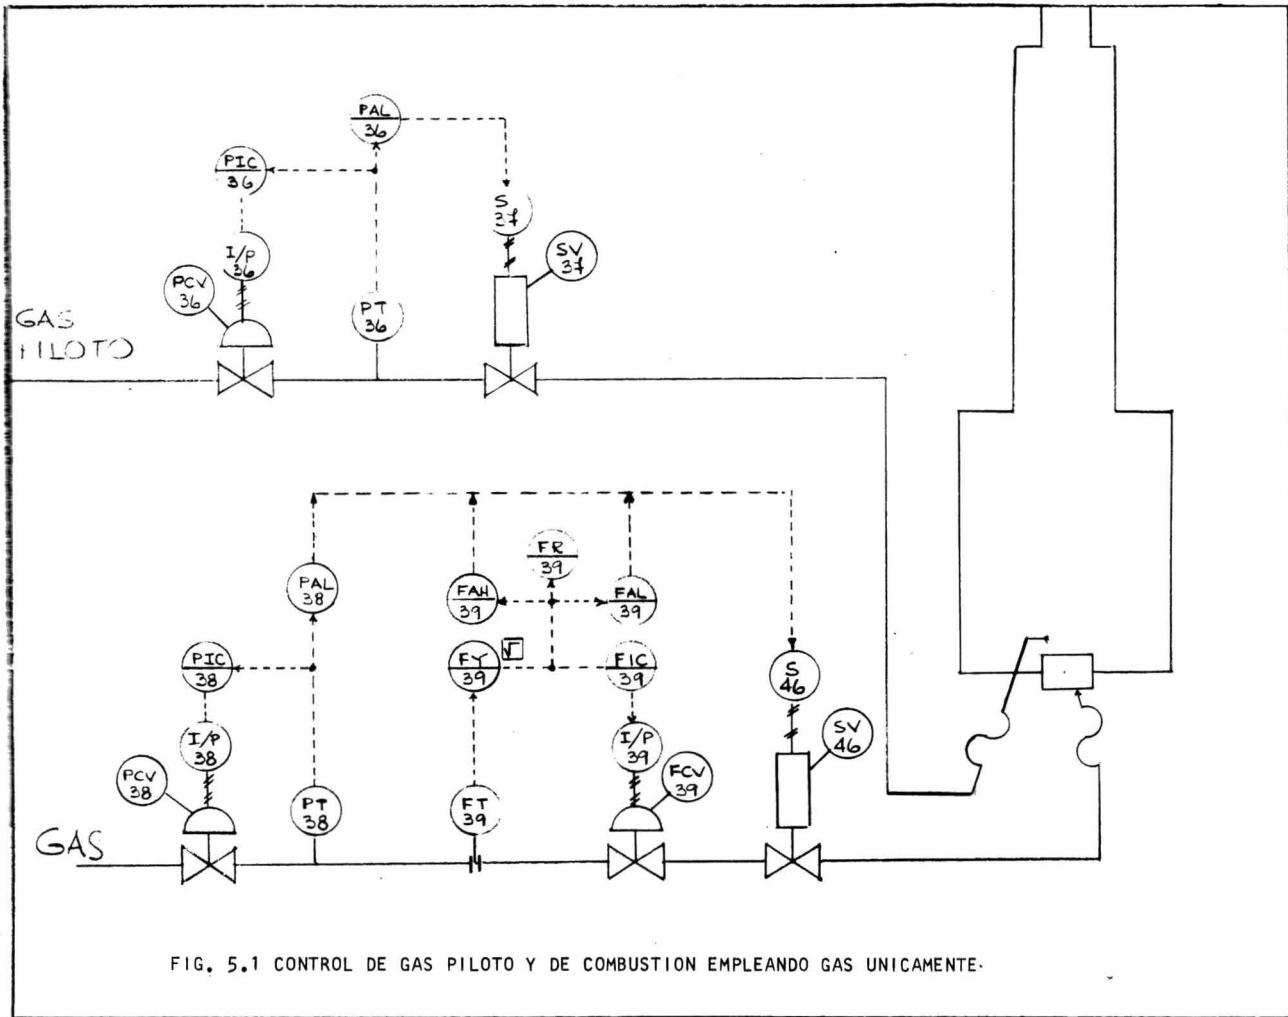 PAL
36
PIC
36
S
37
I/P
36
SV
37
PCV
36
PT
36
GAS
PILOTO
FR
39
PAL
38
FAH
39
FAL
39
PIC
38
FY
39
√
FIC
39
S
46
I/P
38
I/P
39
SV
46
PCV
38
FCV
39
PT
38
FT
39
GAS
FIG. 5.1 CONTROL DE GAS PILOTO Y DE COMBUSTION EMPLEANDO GAS UNICAMENTE.